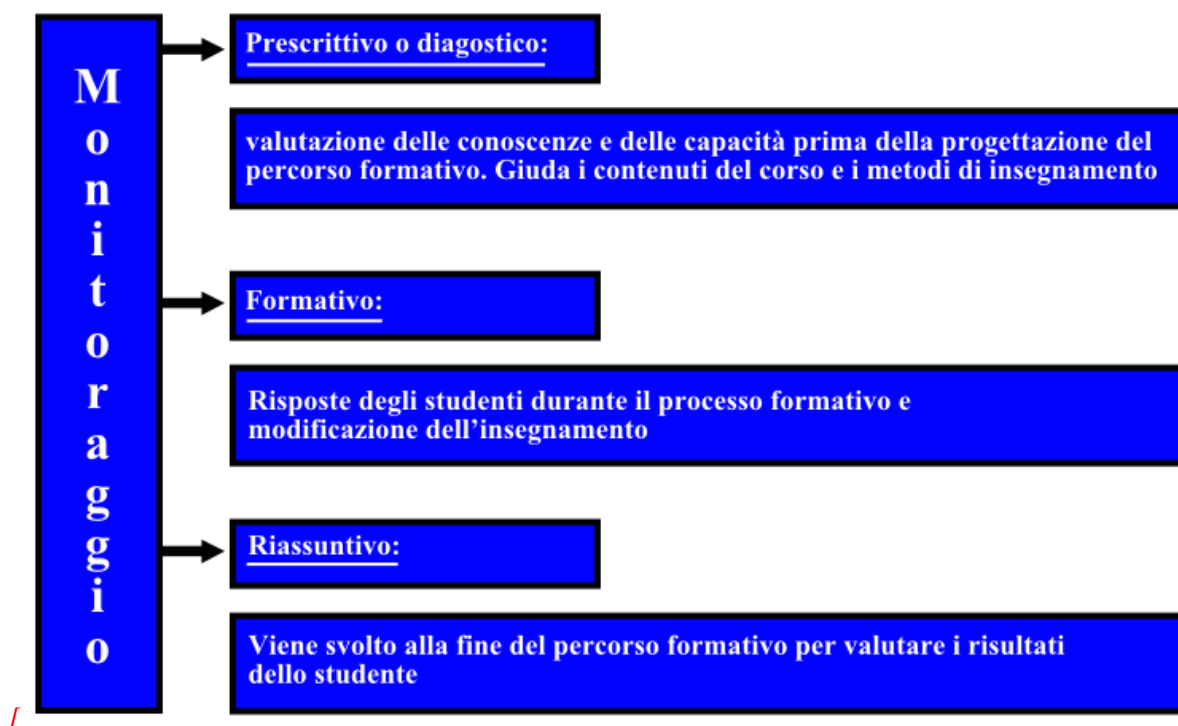 Monitoraggio
Prescrittivo o diagostico:
valutazione delle conoscenze e delle capacità prima della progettazione del
percorso formativo. Giuda i contenuti del corso e i metodi di insegnamento
Formativo:
Risposte degli studenti durante il processo formativo e
modificazione dell’insegnamento
Riassuntivo:
Viene svolto alla fine del percorso formativo per valutare i risultati
dello studente
[